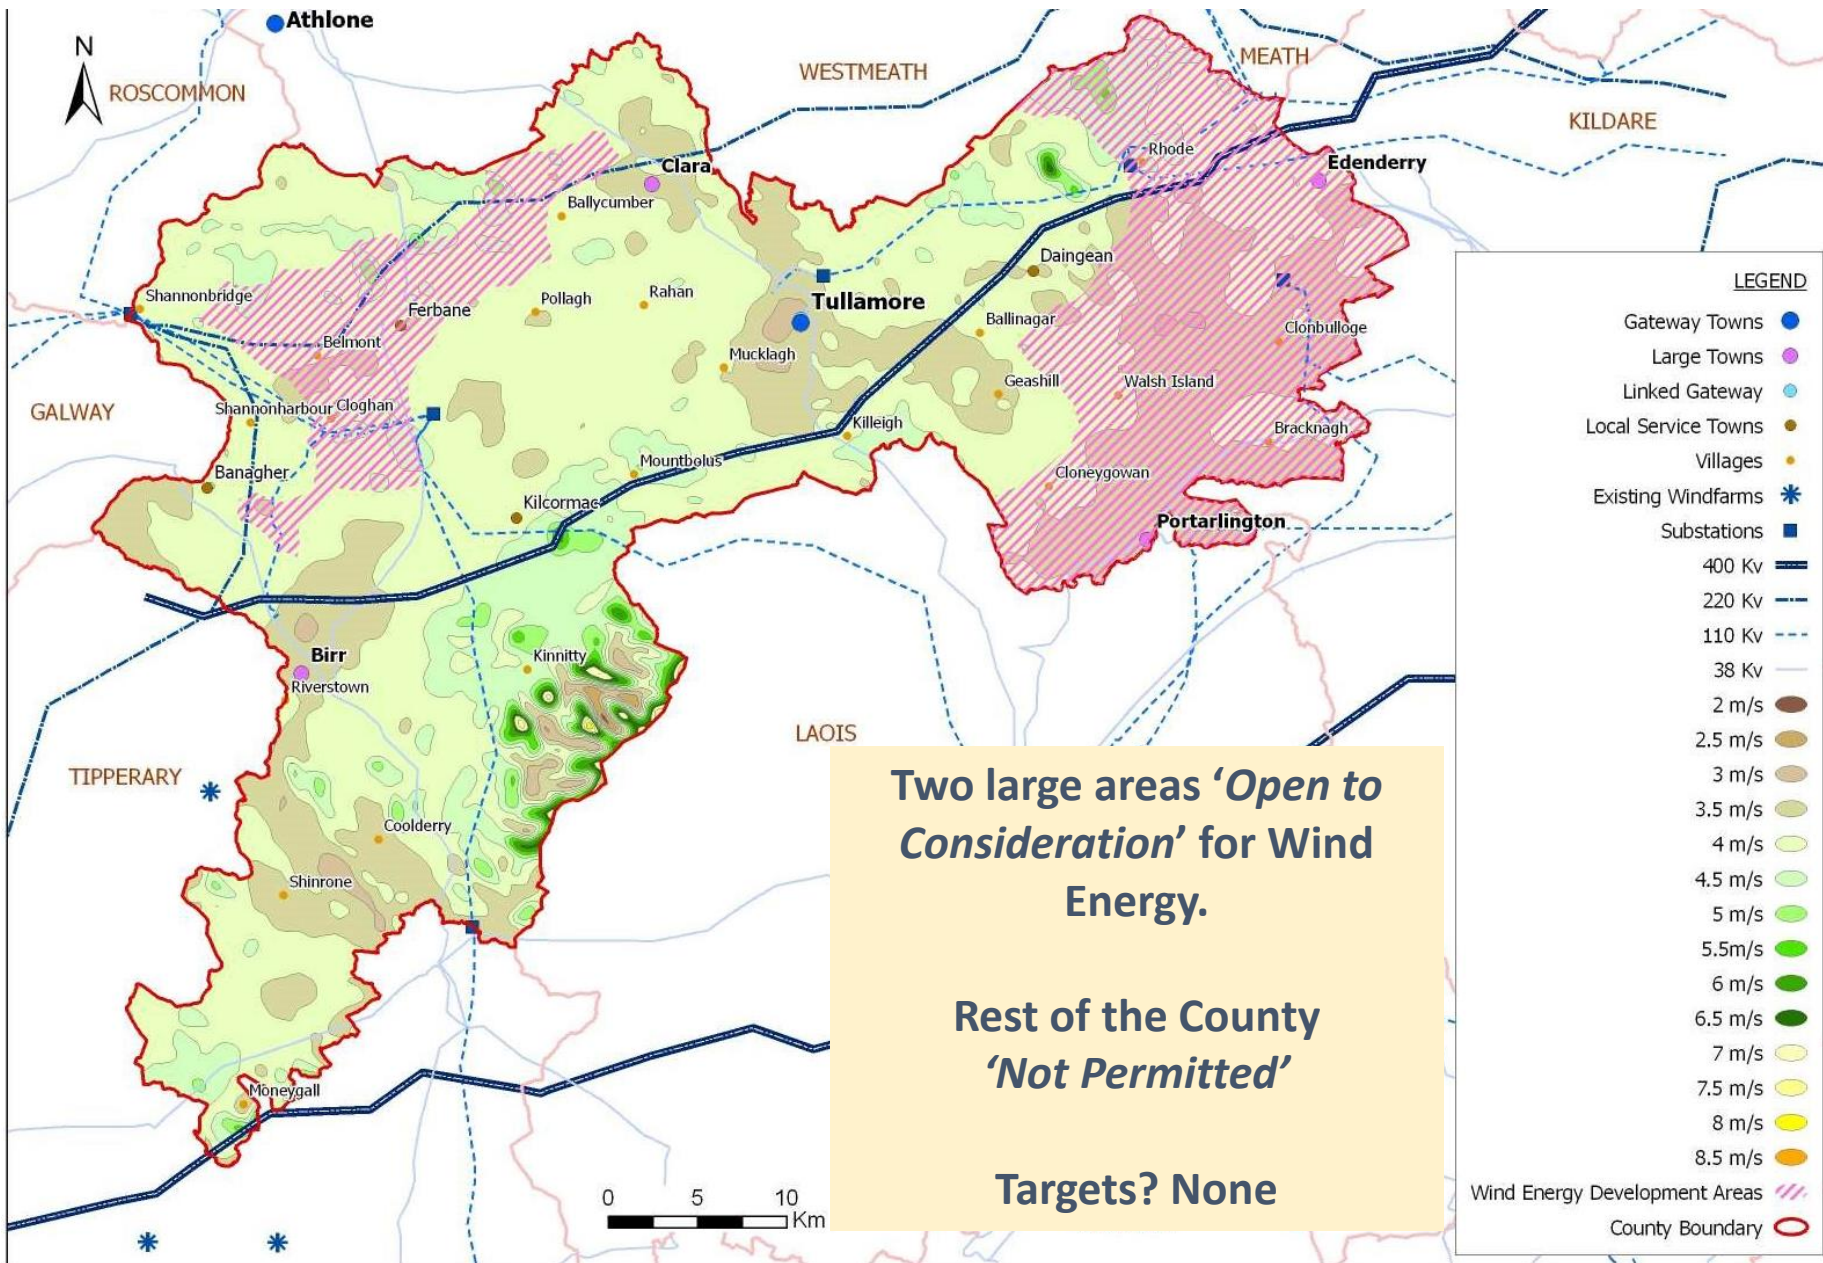 Athlone
N
ROSCOMMON
WESTMEATH
MEATH
KILDARE
Rhode
Edenderry
Clara
Ballycumber
Daingean
Shannonbridge
Ferbane
Pollagh
Rahan
Tullamore
Ballinagar
Clonbulloge
Belmont
Mucklagh
Geashill
Walsh Island
GALWAY
Shannonharbour
Cloghan
Killeigh
Bracknagh
Banagher
Mountbolus
Cloneygowan
Kilcormac
Portarlington
Birr
Kinnitty
Riverstown
LAOIS
TIPPERARY
Coolderry
Shinrone
Moneygall
0 5 10
Km
Two large areas ‘Open to
Consideration’ for Wind
Energy.
Rest of the County
‘Not Permitted’
Targets? None
LEGEND
Gateway Towns
Large Towns
Linked Gateway
Local Service Towns
Villages
Existing Windfarms
Substations
400 Kv
220 Kv
110 Kv
38 Kv
2 m/s
2.5 m/s
3 m/s
3.5 m/s
4 m/s
4.5 m/s
5 m/s
5.5m/s
6 m/s
6.5 m/s
7 m/s
7.5 m/s
8 m/s
8.5 m/s
Wind Energy Development Areas
County Boundary